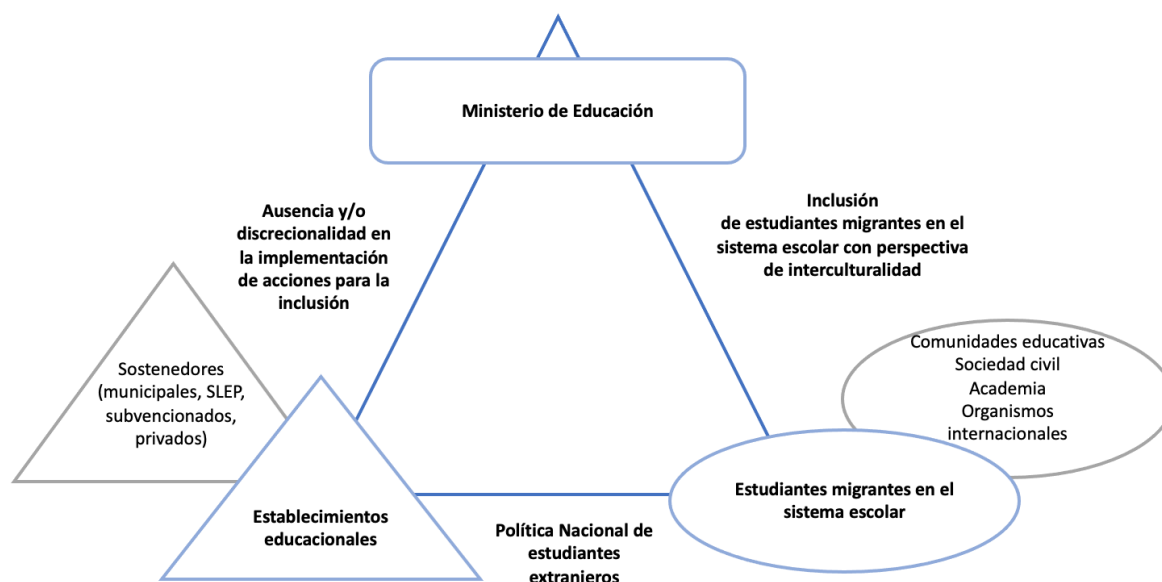 Ministerio de Educación
Ausencia y/o
discrecionalidad en
la implementación
de acciones para la
inclusión
Inclusión
de estudiantes migrantes en el
sistema escolar con perspectiva
de interculturalidad
Sostenedores
(municipales, SLEP,
subvencionados,
privados)
Comunidades educativas
Sociedad civil
Academia
Organismos
internacionales
Establecimientos
educacionales
Política Nacional de
estudiantes
extranjeros
Estudiantes migrantes en el
sistema escolar